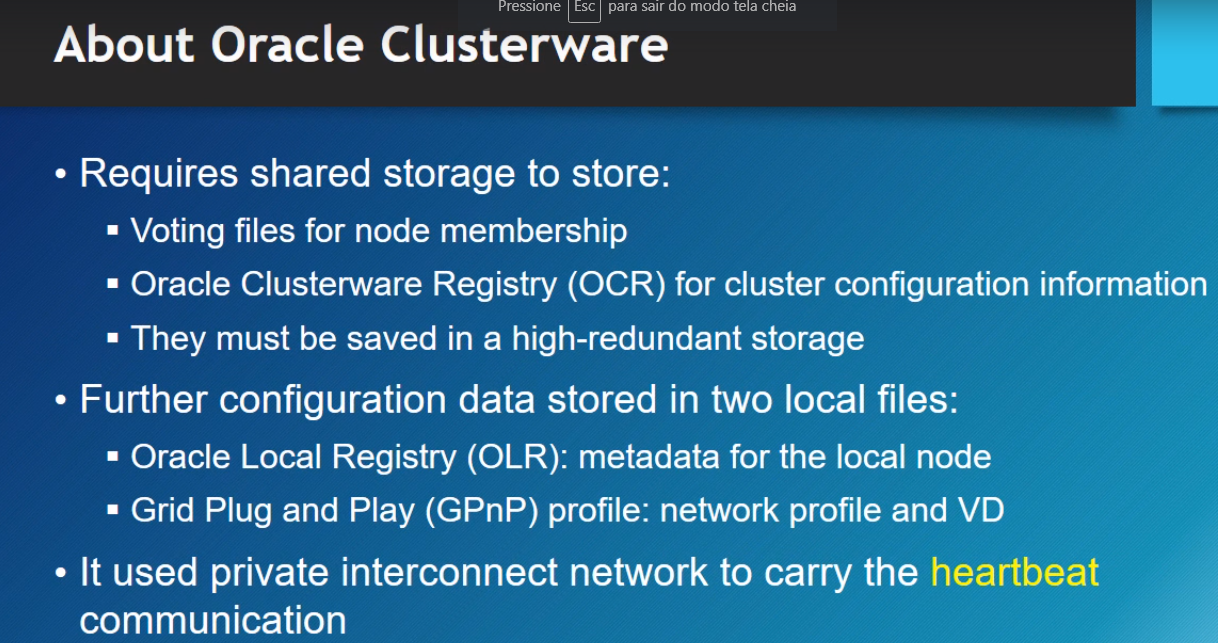 Pressione Esc para sair do modo tela cheia
About Oracle Clusterware
• Requires shared storage to store:
▪ Voting files for node membership
▪ Oracle Clusterware Registry (OCR) for cluster configuration information
▪ They must be saved in a high-redundant storage
• Further configuration data stored in two local files:
▪ Oracle Local Registry (OLR): metadata for the local node
▪ Grid Plug and Play (GPnP) profile: network profile and VD
• It used private interconnect network to carry the heartbeat
communication